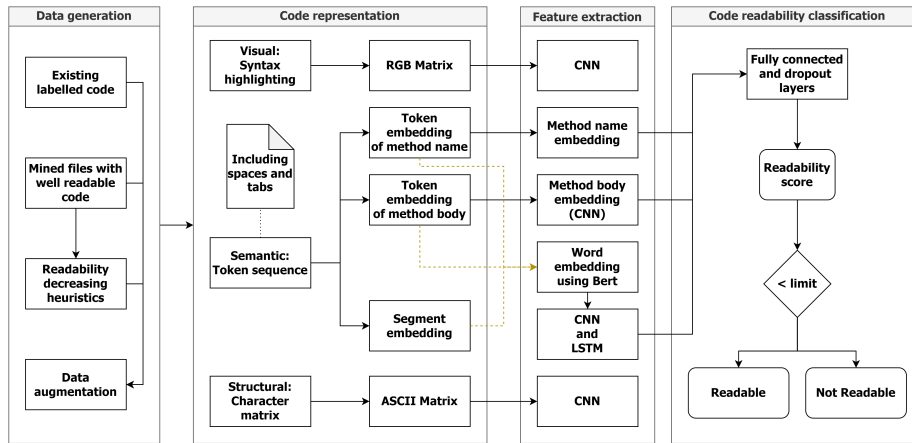 Data generation
Existing
labelled code
Mined files with
well readable
code
Readability
decreasing
heuristics
Data
augmentation
Code representation
Visual:
Syntax
highlighting
RGB Matrix
Including
spaces and
tabs
Token
embedding
of method name
Token
embedding
of method body
Semantic:
Token sequence
Segment
embedding
Structural:
Character
matrix
ASCII Matrix
Feature extraction
CNN
Method name
embedding
Method body
embedding
(CNN)
Word
embedding
using Bert
CNN
and
LSTM
CNN
Code readability classification
Fully connected
and dropout
layers
Readability
score
< limit
Readable
Not Readable